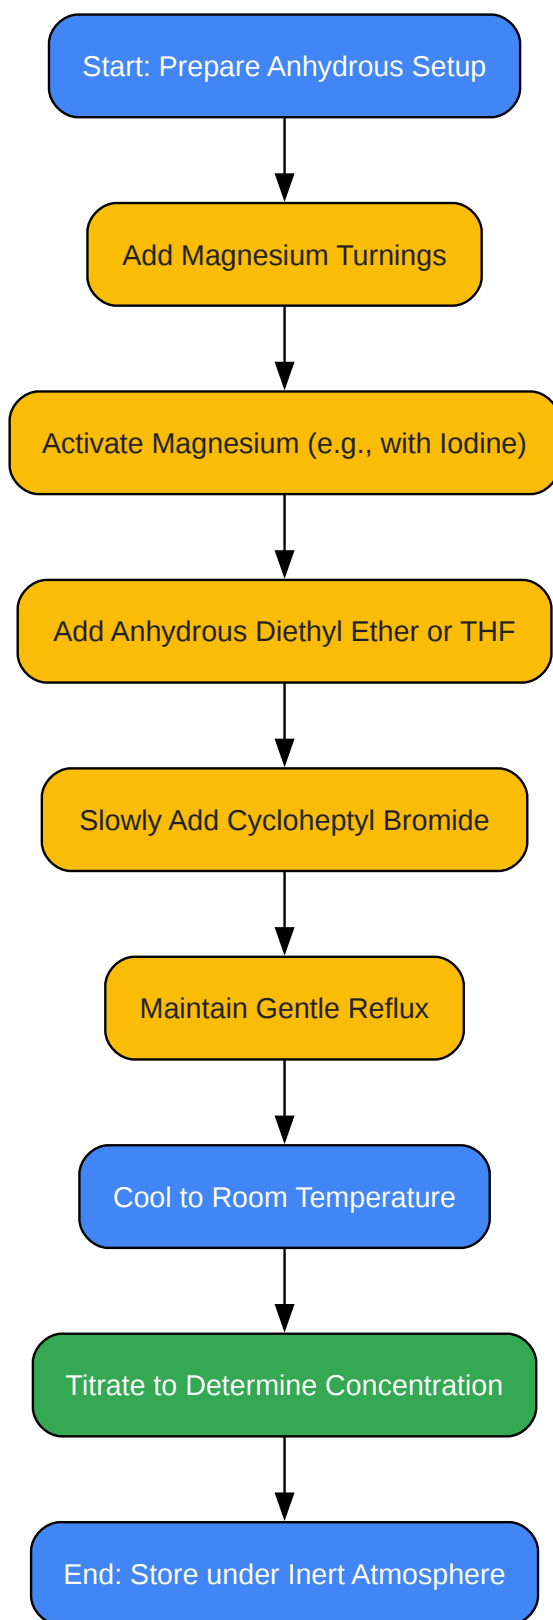 Start: Prepare Anhydrous Setup
Add Magnesium Turnings
Activate Magnesium (e.g., with Iodine)
Add Anhydrous Diethyl Ether or THF
Slowly Add Cycloheptyl Bromide
Maintain Gentle Reflux
Cool to Room Temperature
Titrate to Determine Concentration
End: Store under Inert Atmosphere